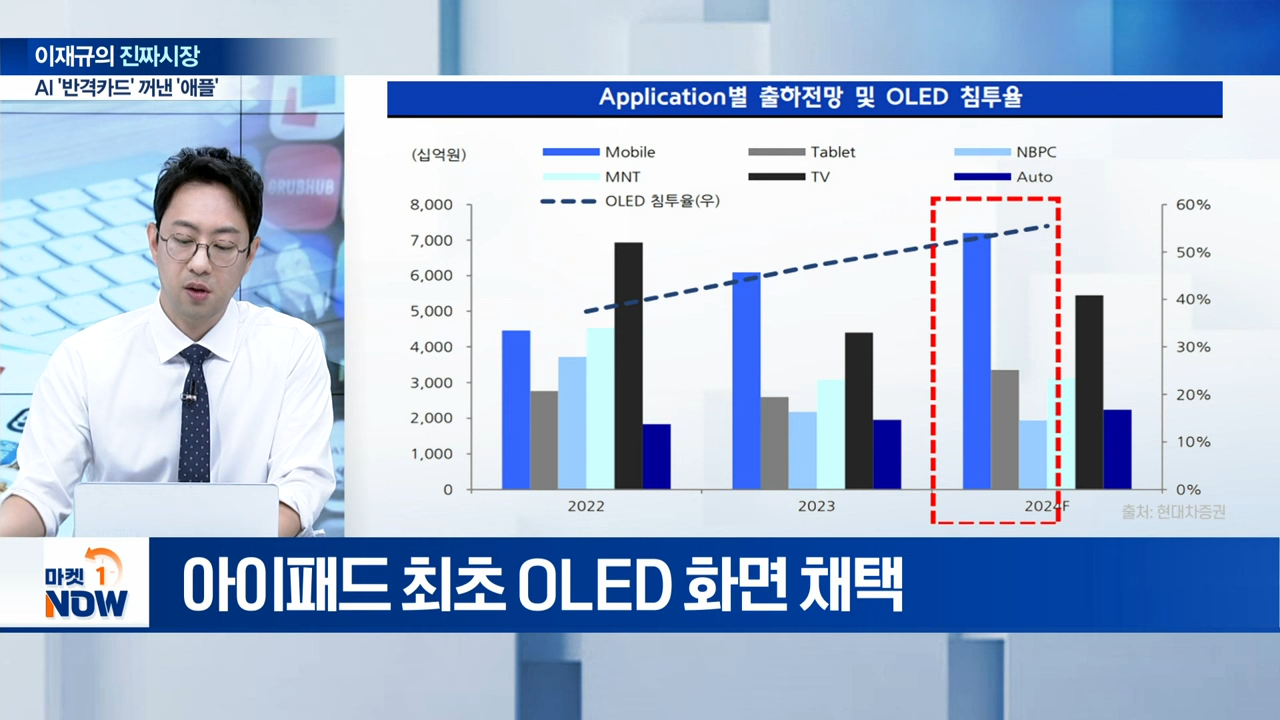 이재규의 진짜시장
AI '반격카드' 꺼낸 '애플'
GRUBHUB
Application별 출하전망 및 OLED 침투율
(십억원)
Mobile
Tablet
NBPC
MNT
TV
Auto
OLED 침투율(우)
8,000
7,000
6,000
5,000
4,000
3,000
2,000
1,000
0
60%
50%
40%
30%
20%
10%
0%
2022
2023
2024F
출처: 현대차증권
마켓 1
NOW
아이패드 최초 OLED 화면 채택